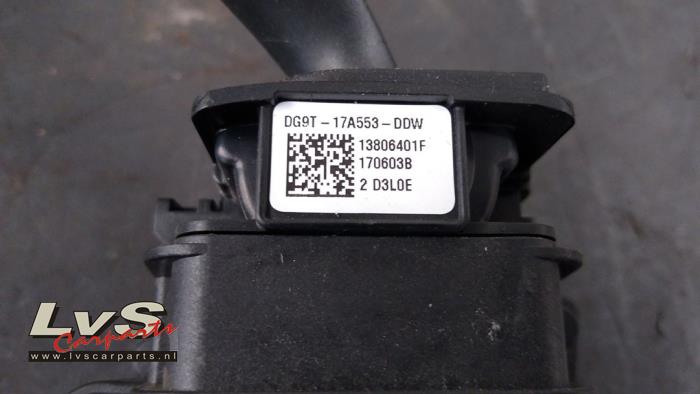 DG9T-17A553-DDW
13806401F
170603B
2 D3L0E
LvS
Carparts
www.lvscarparts.nl